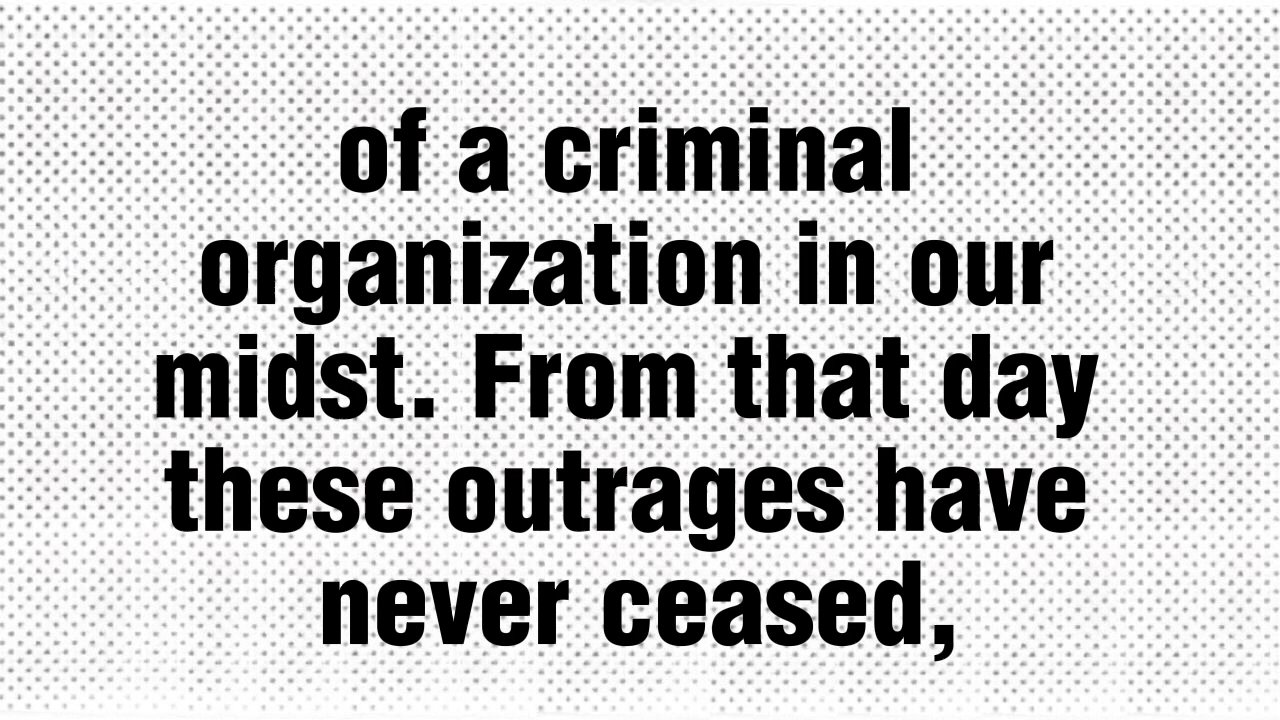 of a criminal
organization in our
midst. From that day
these outrages have
never ceased,